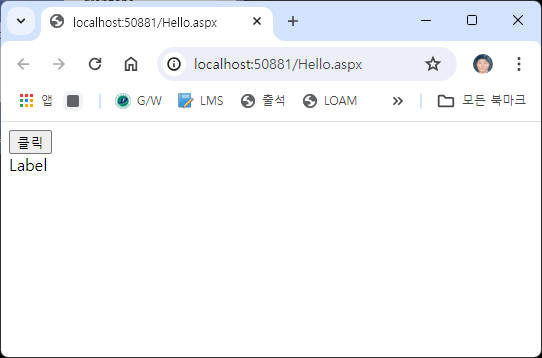 localhost:50881/Hello.aspx
localhost:50881/Hello.aspx
앱 G/W LMS 출석 LOAM 모든 북마크
클릭
Label